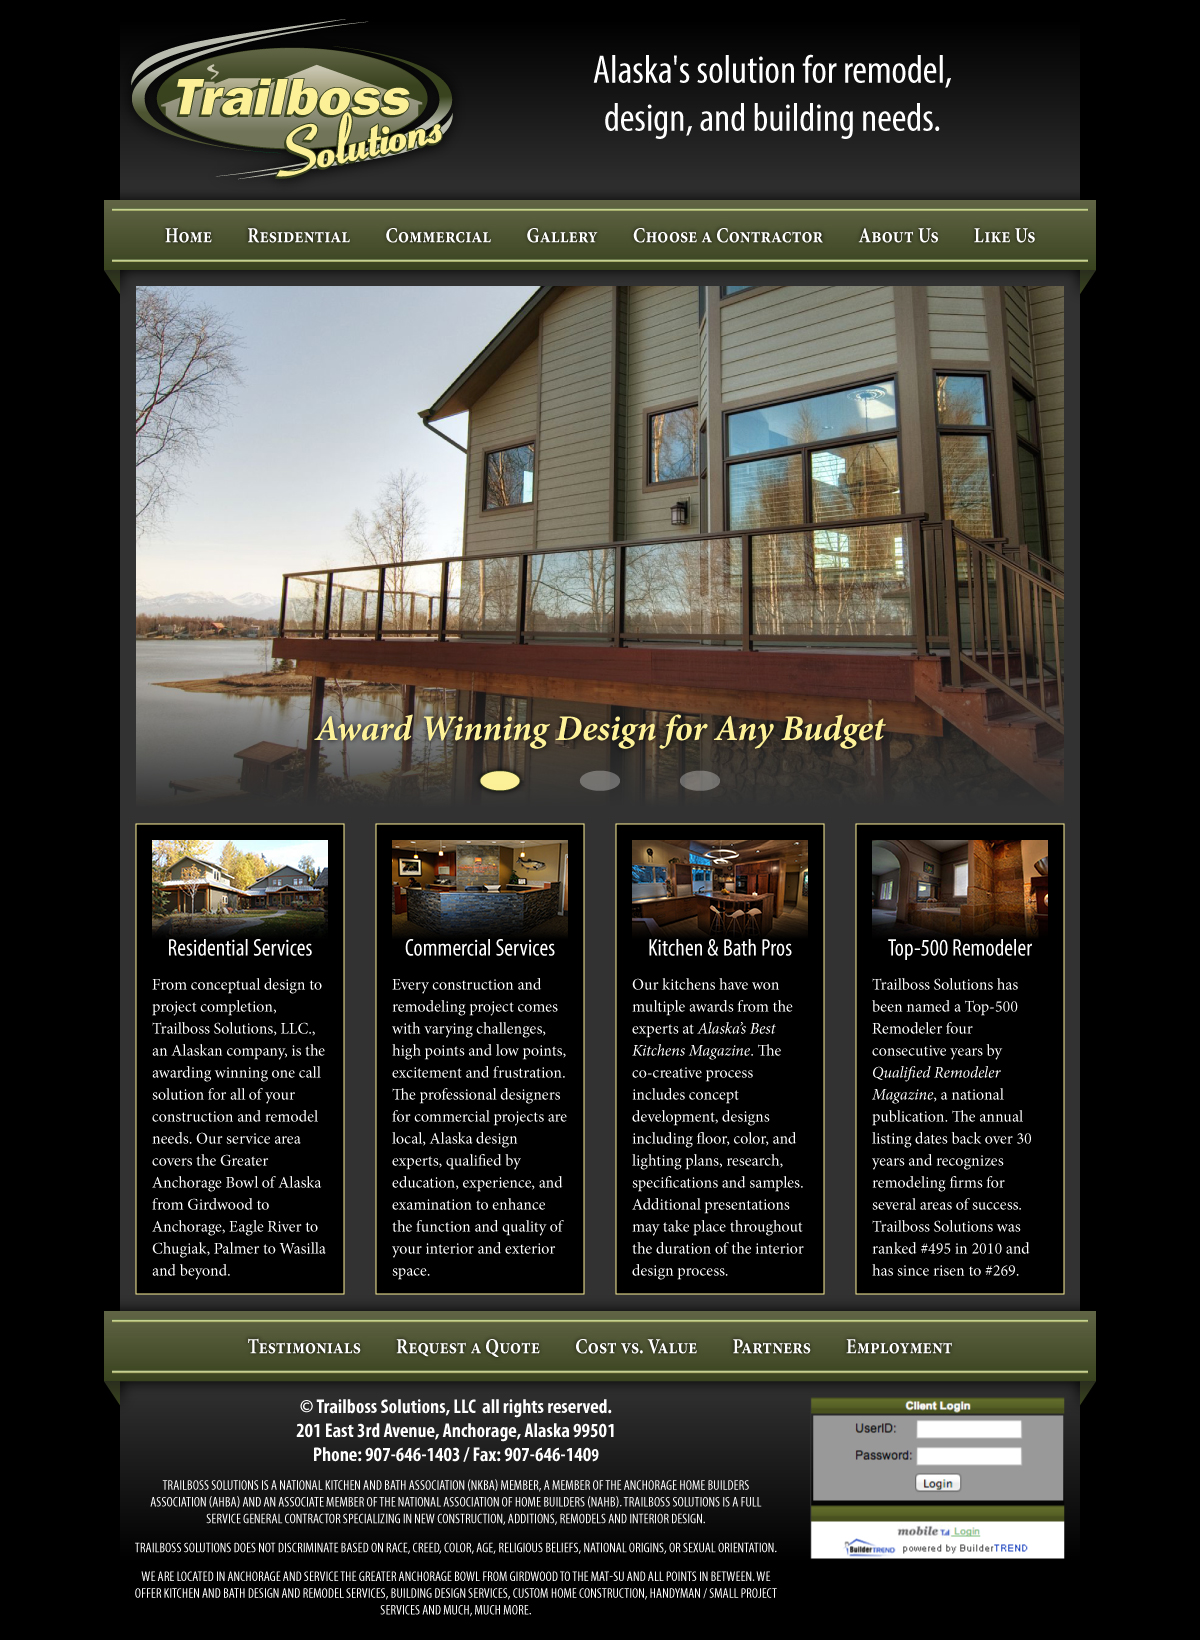 Trailboss
Solutions
Alaska's solution for remodel,
design, and building needs.
Home Residential Commercial Gallery Choose a Contractor About Us Like Us
Award Winning Design for Any Budget
Residential Services
From conceptual design to
project completion,
Trailboss Solutions, LLC.,
an Alaskan company, is the
awarding winning one call
solution for all of your
construction and remodel
needs. Our service area
covers the Greater
Anchorage Bowl of Alaska
from Girdwood to
Anchorage, Eagle River to
Chugiak, Palmer to Wasilla
and beyond.
Commercial Services
Every construction and
remodeling project comes
with varying challenges,
high points and low points,
excitement and frustration.
The professional designers
for commercial projects are
local, Alaska design
experts, qualified by
education, experience, and
examination to enhance
the function and quality of
your interior and exterior
space.
Kitchen & Bath Pros
Our kitchens have won
multiple awards from the
experts at Alaska's Best
Kitchens Magazine. The
co-creative process
includes concept
development, designs
including floor, color, and
lighting plans, research,
specifications and samples.
Additional presentations
may take place throughout
the duration of the interior
design process.
Top-500 Remodeler
Trailboss Solutions has
been named a Top-500
Remodeler four
consecutive years by
Qualified Remodeler
Magazine, a national
publication. The annual
listing dates back over 30
years and recognizes
remodeling firms for
several areas of success.
Trailboss Solutions was
ranked #495 in 2010 and
has since risen to #269.
Testimonials Request a Quote Cost vs. Value Partners Employment
© Trailboss Solutions, LLC all rights reserved.
201 East 3rd Avenue, Anchorage, Alaska 99501
Phone: 907-646-1403 / Fax: 907-646-1409
TRAILBOSS SOLUTIONS IS A NATIONAL KITCHEN AND BATH ASSOCIATION (NKBA) MEMBER, A MEMBER OF THE ANCHORAGE HOME BUILDERS
ASSOCIATION (AHBA) AND AN ASSOCIATE MEMBER OF THE NATIONAL ASSOCIATION OF HOME BUILDERS (NAHB). TRAILBOSS SOLUTIONS IS A FULL
SERVICE GENERAL CONTRACTOR SPECIALIZING IN NEW CONSTRUCTION, ADDITIONS, REMODELS AND INTERIOR DESIGN.
TRAILBOSS SOLUTIONS DOES NOT DISCRIMINATE BASED ON RACE, CREED, COLOR, AGE, RELIGIOUS BELIEFS, NATIONAL ORIGINS, OR SEXUAL ORIENTATION.
WE ARE LOCATED IN ANCHORAGE AND SERVICE THE GREATER ANCHORAGE BOWL FROM GIRDWOOD TO THE MAT-SU AND ALL POINTS IN BETWEEN. WE
OFFER KITCHEN AND BATH DESIGN AND REMODEL SERVICES, BUILDING DESIGN SERVICES, CUSTOM HOME CONSTRUCTION, HANDYMAN / SMALL PROJECT
SERVICES AND MUCH, MUCH MORE.
Client Login
UserID:
Password:
Login
mobile Login
BuilderTREND powered by BuilderTREND